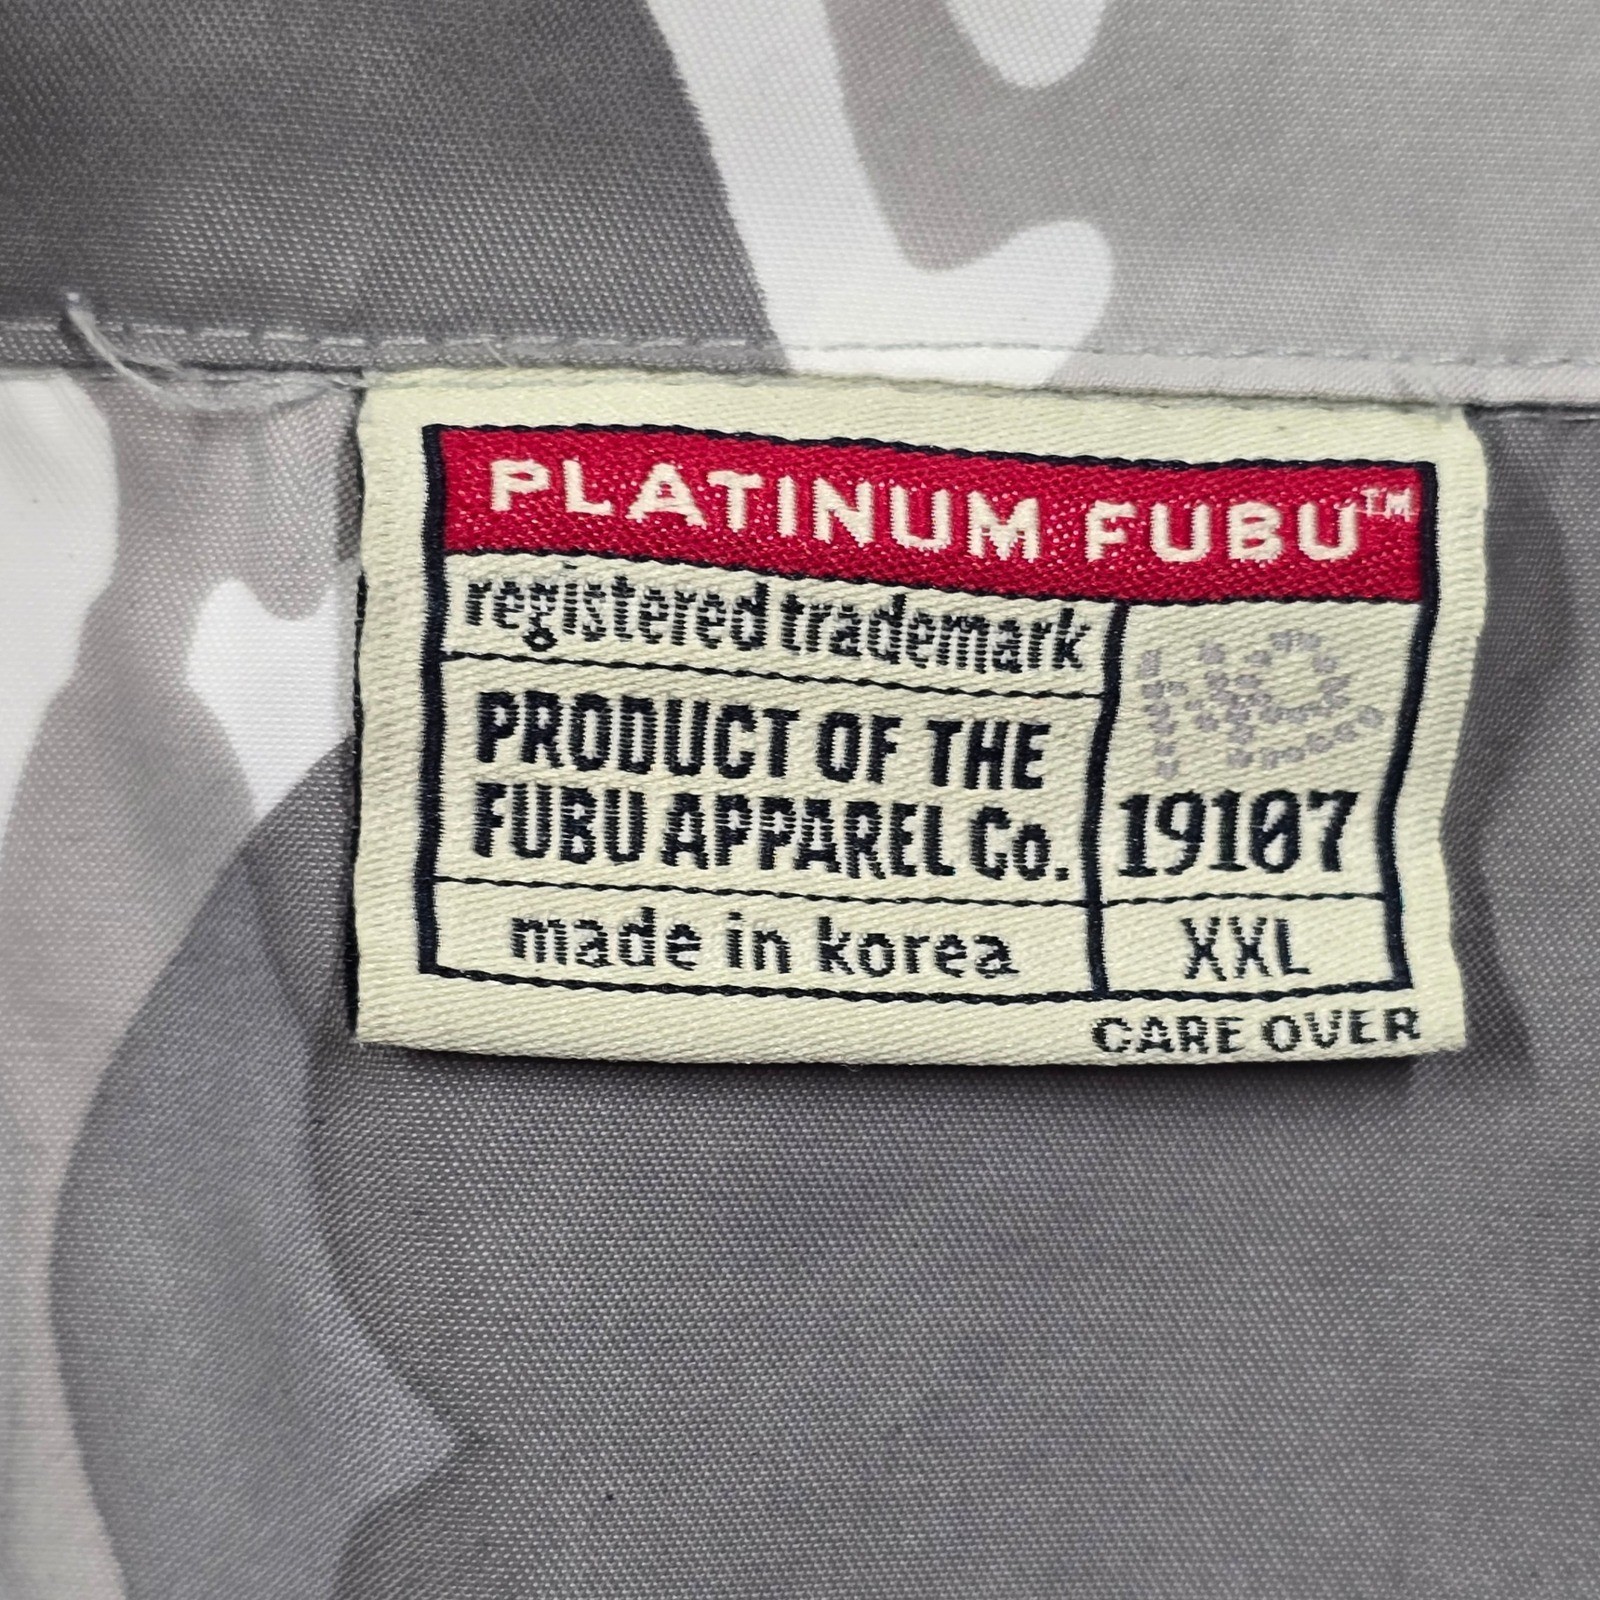 PLATINUM FUBU™
registered trademark
PRODUCT OF THE
FUBU APPAREL Co.
19107
made in korea
XXL
CARE OVER